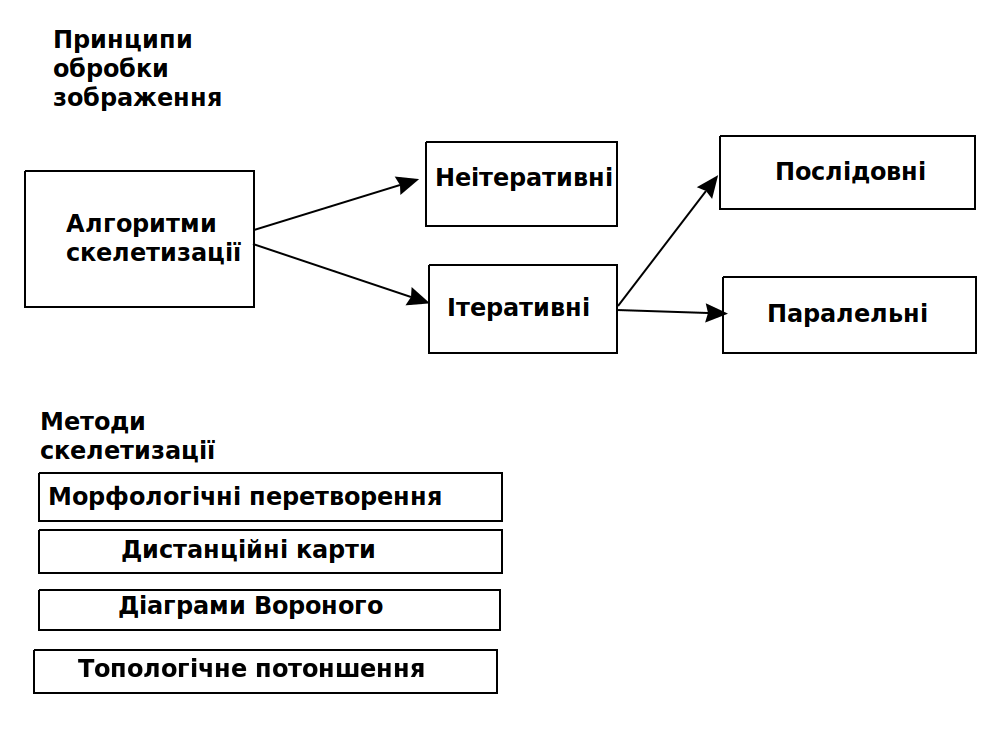 Принципи
обробки
зображення
Алгоритми
скелетизації
Неітеративні
Ітеративні
Послідовні
Паралельні
Методи
скелетизації
Морфологічні перетворення
Дистанційні карти
Діаграми Вороного
Топологічне потоншення